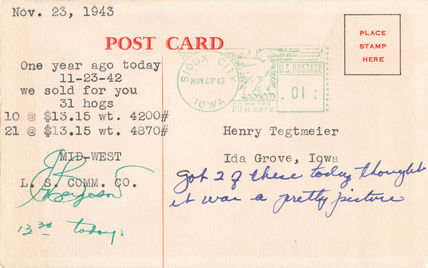 Nov. 23, 1943
POST CARD
PLACE
STAMP
HERE
One year ago today
11-23-42
we sold for you
31 hogs
10 @ $13.15 wt. 4200#
21 @ $13.15 wt. 4870#
MID-WEST
L. S. COMM. CO.
13 30 today.
SIOUX CITY
NOV23'43
IOWA
U.S. POSTAGE
.01
Henry Tegtmeier
Ida Grove, Iowa
got 2 of these today thought
it was a pretty picture